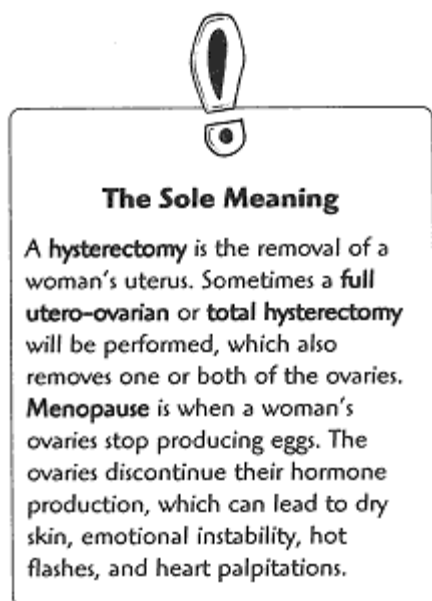 The Sole Meaning
A hysterectomy is the removal of a
woman's uterus. Sometimes a full
utero-ovarian or total hysterectomy
will be performed, which also
removes one or both of the ovaries.
Menopause is when a woman's
ovaries stop producing eggs. The
ovaries discontinue their hormone
production, which can lead to dry
skin, emotional instability, hot
flashes, and heart palpitations.